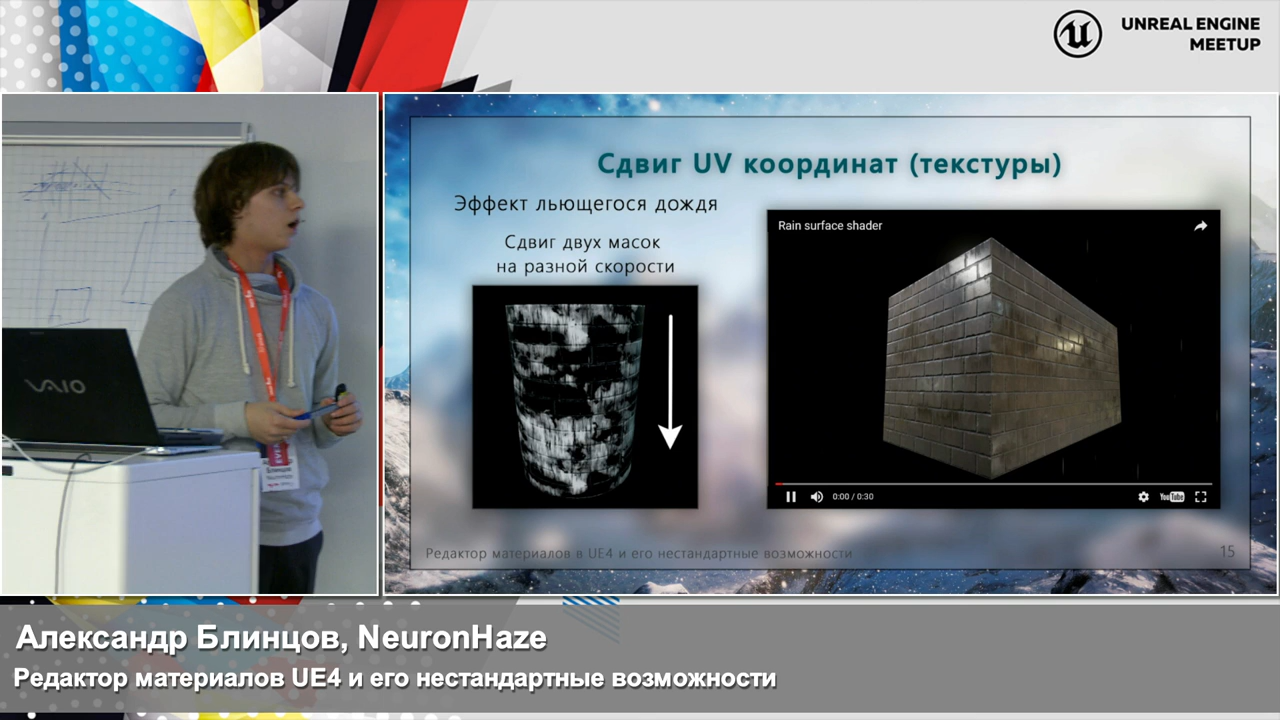 UNREAL ENGINE
MEETUP
Сдвиг UV координат (текстуры)
Эффект льющегося дождя
Сдвиг двух масок
на разной скорости
Rain surface shader
0:00 / 0:30
YouTube
Редактор материалов в UE4 и его нестандартные возможности
15
VAIO
Блинцов
Александр Блинцов, NeuronHaze
Редактор материалов UE4 и его нестандартные возможности